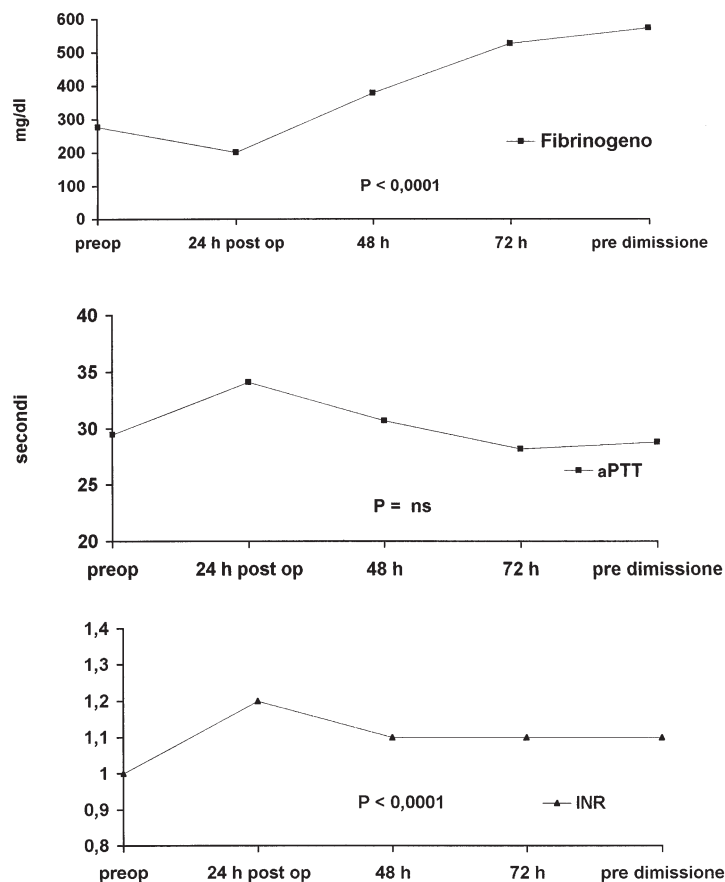 600
500
400
300
200
100
0
mg/dl
Fibrinogeno
P < 0,0001
preop 24 h post op 48 h 72 h pre dimissione
40
35
30
25
20
secondi
aPTT
P = ns
preop 24 h post op 48 h 72 h pre dimissione
1,4
1,3
1,2
1,1
1
0,9
0,8
P < 0,0001 INR
preop 24 h post op 48 h 72 h pre dimissione